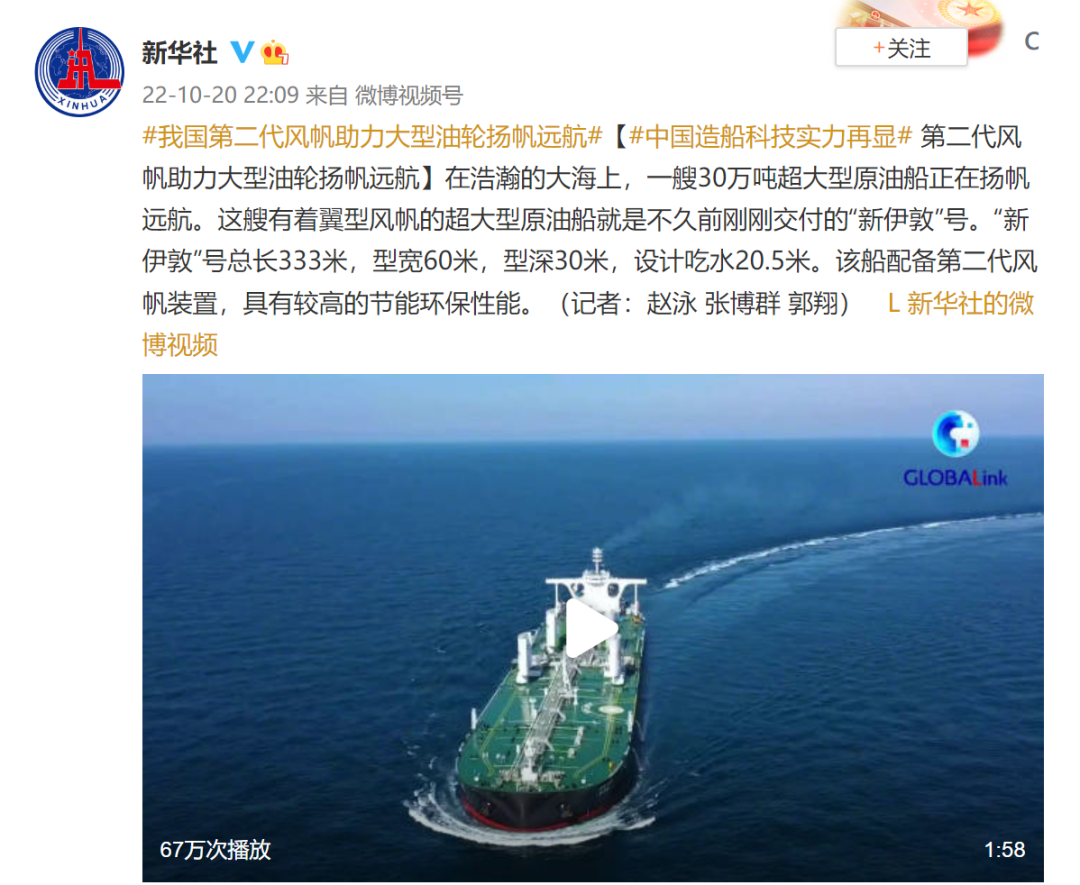 新华社
+关注
C
XINHUA
22-10-20 22:09 来自 微博视频号
#我国第二代风帆助力大型油轮扬帆远航#【#中国造船科技实力再显# 第二代风
帆助力大型油轮扬帆远航】在浩瀚的大海上，一艘30万吨超大型原油船正在扬帆
远航。这艘有着翼型风帆的超大型原油船就是不久前刚刚交付的“新伊敦”号。“新
伊敦”号总长333米，型宽60米，型深30米，设计吃水20.5米。该船配备第二代风
帆装置，具有较高的节能环保性能。（记者：赵泳 张博群 郭翔） L 新华社的微
博视频
GLOBALink
67万次播放
1:58